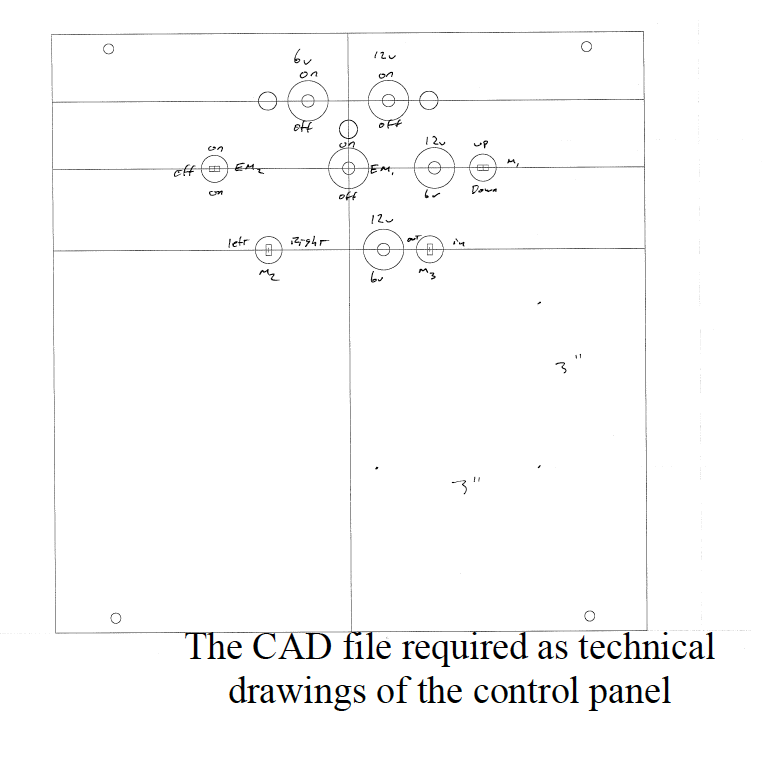 6v 12v
on on
off off
on on 12v up
off EM2 EM1 M1
on off 6v Down
12v
left Right out in
M2 6v M3
3"
3"
The CAD file required as technical
drawings of the control panel